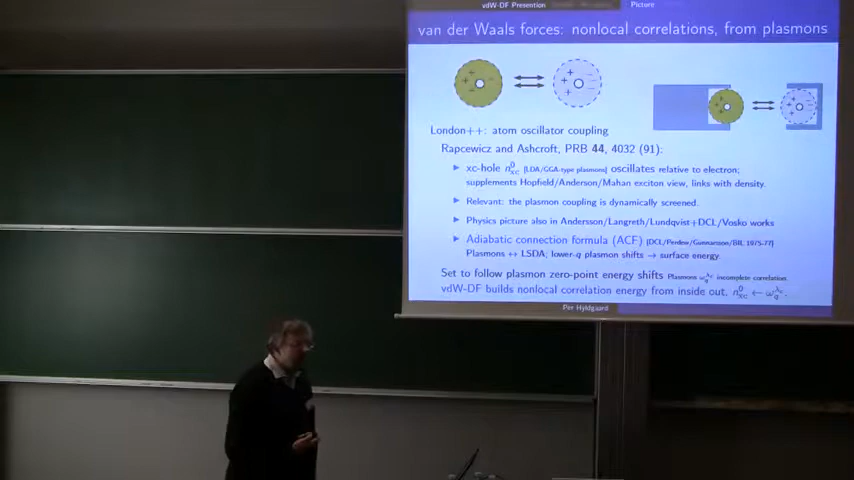 vdW-DF Presention
Picture
van der Waals forces: nonlocal correlations, from plasmons
London++: atom oscillator coupling
Rapcewicz and Ashcroft, PRB 44, 4032 (91):
xc-hole n⁰xc [LDA/GGA-type plasmons] oscillates relative to electron;
supplements Hopfield/Anderson/Mahan exciton view, links with density.
Relevant: the plasmon coupling is dynamically screened.
Physics picture also in Andersson/Langreth/Lundqvist+DCL/Vosko works
Adiabatic connection formula (ACF) [DCL/Perdew/Gunnarsson/BIL 1975-77]
Plasmons ↔ LSDA; lower-q plasmon shifts → surface energy
Set to follow plasmon zero-point energy shifts Plasmons incomplete correlation
vdW-DF builds nonlocal correlation energy from inside out,
Per Hyldgaard